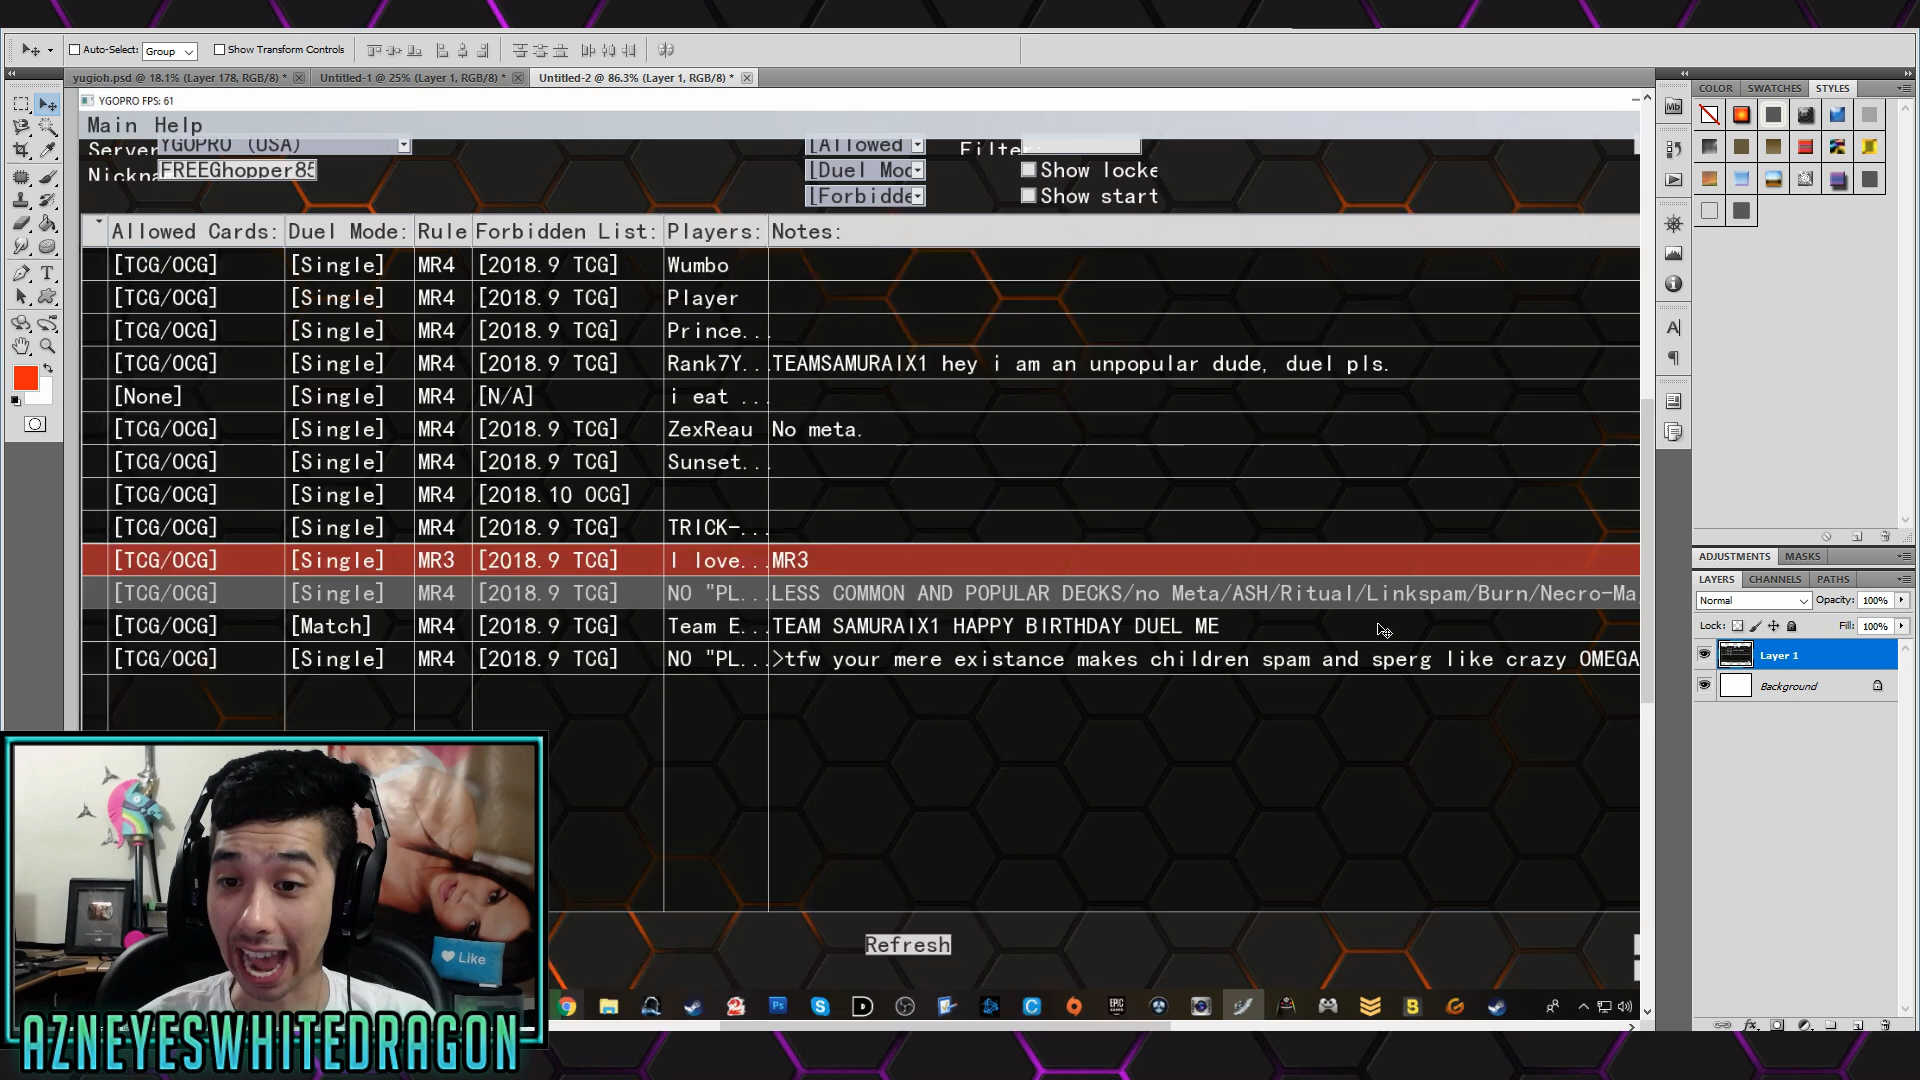 Auto-Select: Group Show Transform Controls
yugioh.psd @ 18.1% (Layer 178, RGB/8) * Untitled-1 @ 25% (Layer 1, RGB/8) * Untitled-2 @ 86.3% (Layer 1, RGB/8) *
COLOR SWATCHES STYLES
YGOPRO FPS: 61
Main Help
Server YGOPRO (USA) [Allowed Filter
Nickna FREEGhopper85 [Duel Moc Show locke
[Forbidde Show start
Allowed Cards: Duel Mode: Rule Forbidden List: Players: Notes:
[TCG/OCG] [Single] MR4 [2018.9 TCG] Wumbo
[TCG/OCG] [Single] MR4 [2018.9 TCG] Player
[TCG/OCG] [Single] MR4 [2018.9 TCG] Prince...
[TCG/OCG] [Single] MR4 [2018.9 TCG] Rank7Y... TEAMSAMURAIX1 hey i am an unpopular dude, duel pls.
[None] [Single] MR4 [N/A] i eat ...
[TCG/OCG] [Single] MR4 [2018.9 TCG] ZexReau No meta.
[TCG/OCG] [Single] MR4 [2018.9 TCG] Sunset...
[TCG/OCG] [Single] MR4 [2018.10 OCG]
[TCG/OCG] [Single] MR4 [2018.9 TCG] TRICK-...
[TCG/OCG] [Single] MR3 [2018.9 TCG] I love... MR3
[TCG/OCG] [Single] MR4 [2018.9 TCG] NO "PL... LESS COMMON AND POPULAR DECKS/no Meta/ASH/Ritual/Linkspam/Burn/Necro-Ma
[TCG/OCG] [Match] MR4 [2018.9 TCG] Team E... TEAM SAMURAIX1 HAPPY BIRTHDAY DUEL ME
[TCG/OCG] [Single] MR4 [2018.9 TCG] NO "PL... >tfw your mere existance makes children spam and sperg like crazy OMEGA
Refresh
ADJUSTMENTS MASKS
LAYERS CHANNELS PATHS
Normal Opacity: 100%
Lock: Fill: 100%
Layer 1
Background
Like
AZNEYESWHITEDRAGON